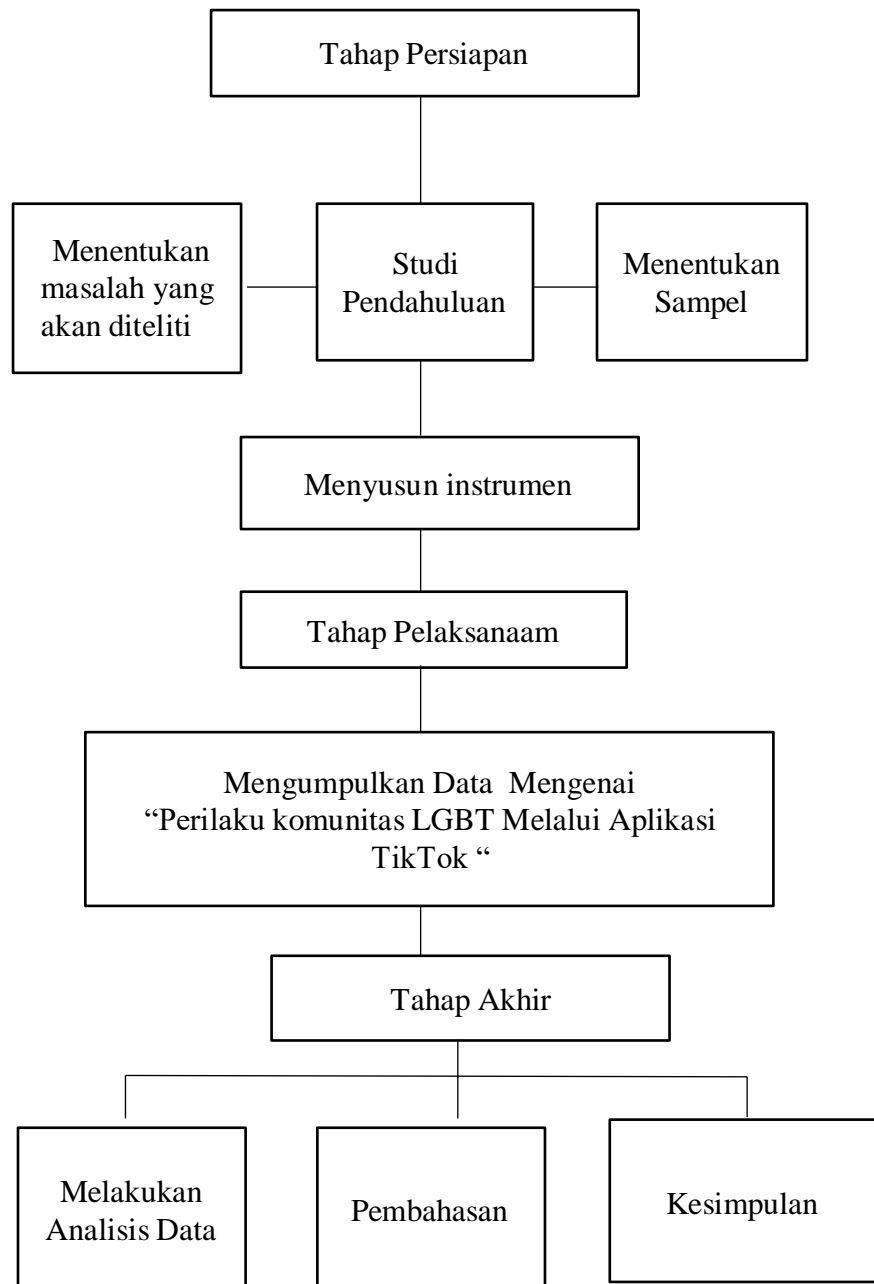 Tahap Persiapan
Menentukan
masalah yang
akan diteliti
Studi
Pendahuluan
Menentukan
Sampel
Menyusun instrumen
Tahap Pelaksanaam
Mengumpulkan Data  Mengenai
“Perilaku komunitas LGBT Melalui Aplikasi
TikTok “
Tahap Akhir
Melakukan
Analisis Data
Pembahasan
Kesimpulan